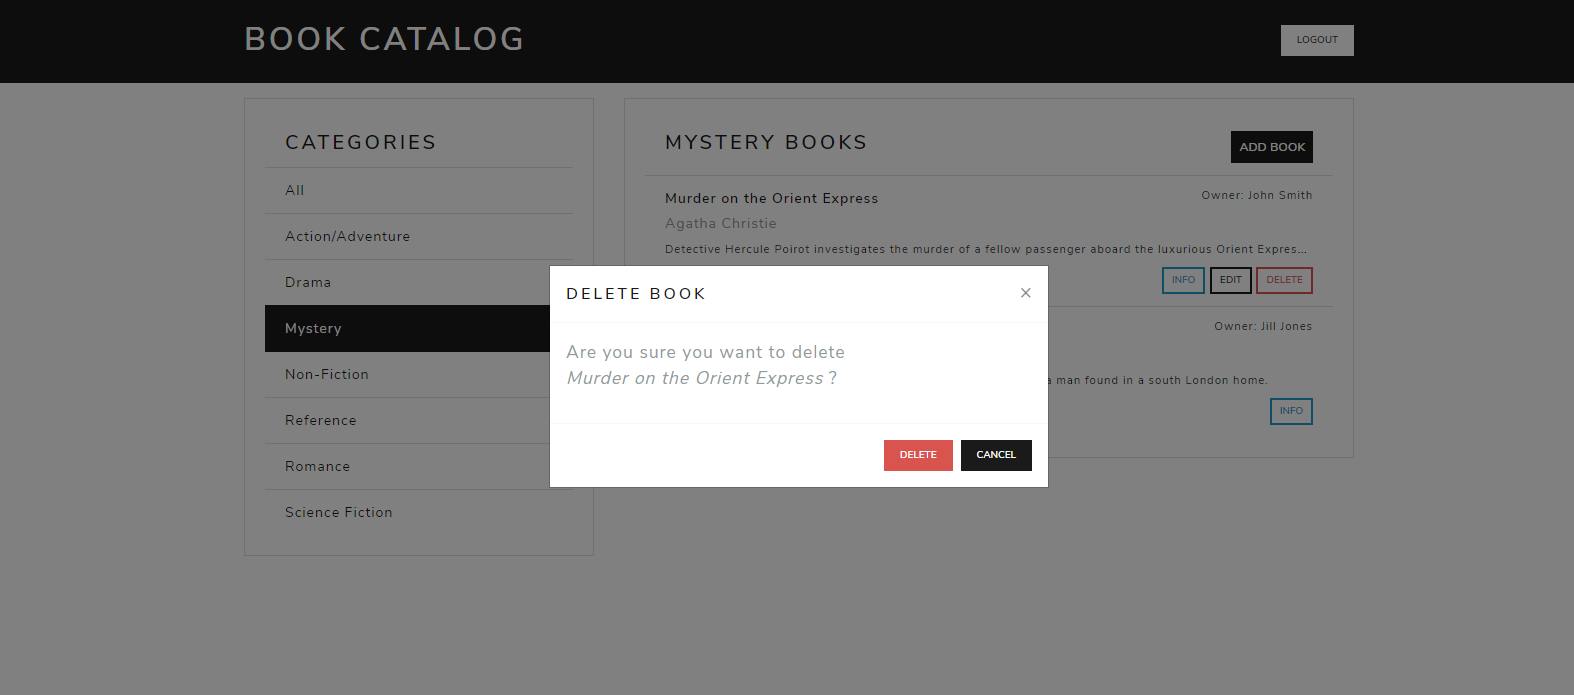 BOOK CATALOG
LOGOUT
CATEGORIES
All
Action/Adventure
Drama
Mystery
Non-Fiction
Reference
Romance
Science Fiction
MYSTERY BOOKS
ADD BOOK
Murder on the Orient Express
Owner: John Smith
Agatha Christie
Detective Hercule Poirot investigates the murder of a fellow passenger aboard the luxurious Orient Expres...
INFO EDIT DELETE
Owner: Jill Jones
a man found in a south London home.
INFO
DELETE BOOK
×
Are you sure you want to delete
Murder on the Orient Express ?
DELETE CANCEL